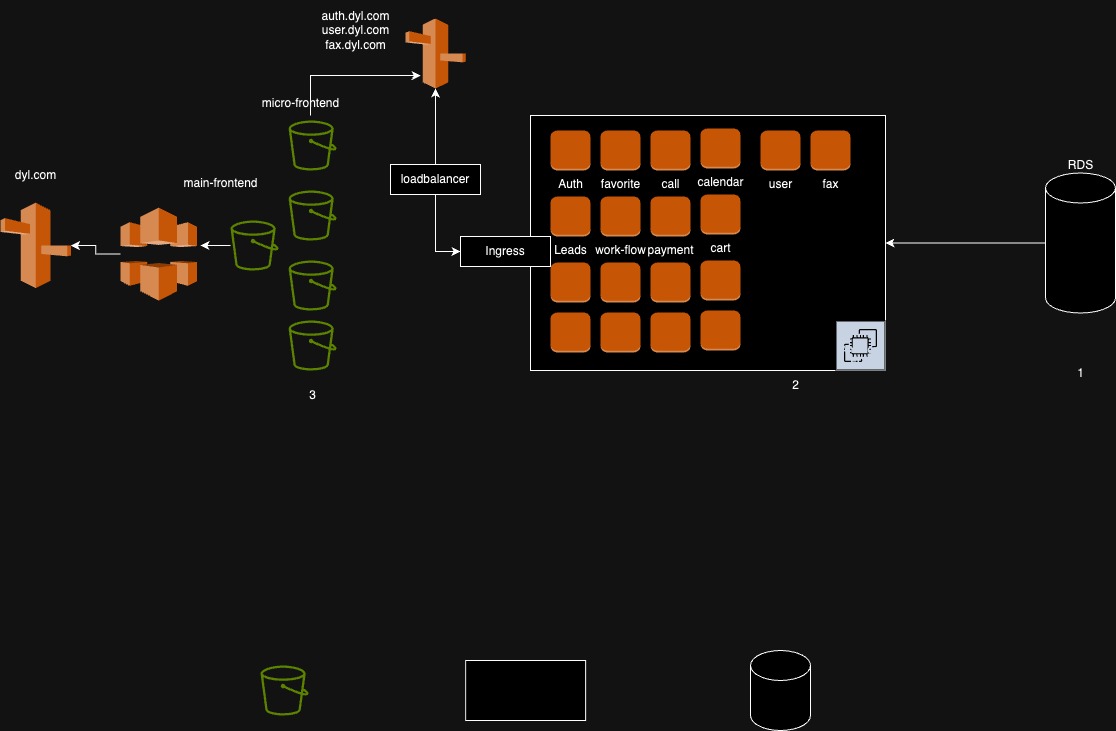 auth.dyl.com
user.dyl.com
fax.dyl.com
micro-frontend
dyl.com
main-frontend
loadbalancer
Ingress
Auth favorite call calendar user fax
Leads work-flow payment cart
RDS
3
2
1